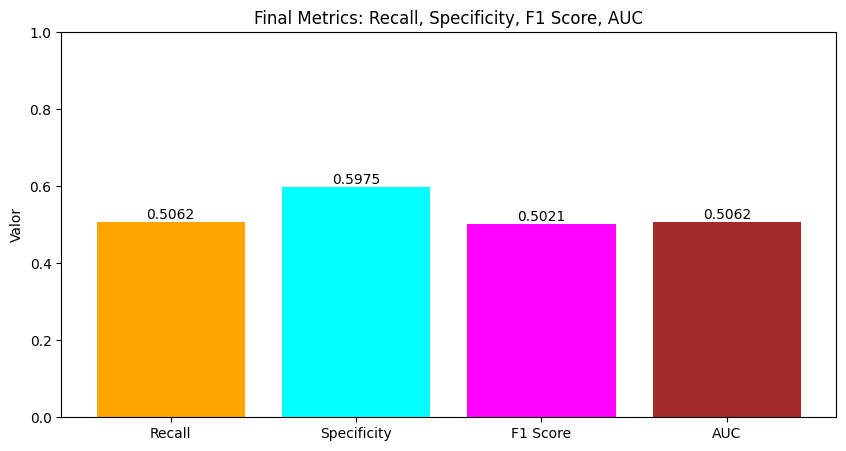 Final Metrics: Recall, Specificity, F1 Score, AUC
1.0
0.8
0.6
0.4
0.2
0.0
Valor
0.5062
0.5975
0.5021
0.5062
Recall
Specificity
F1 Score
AUC